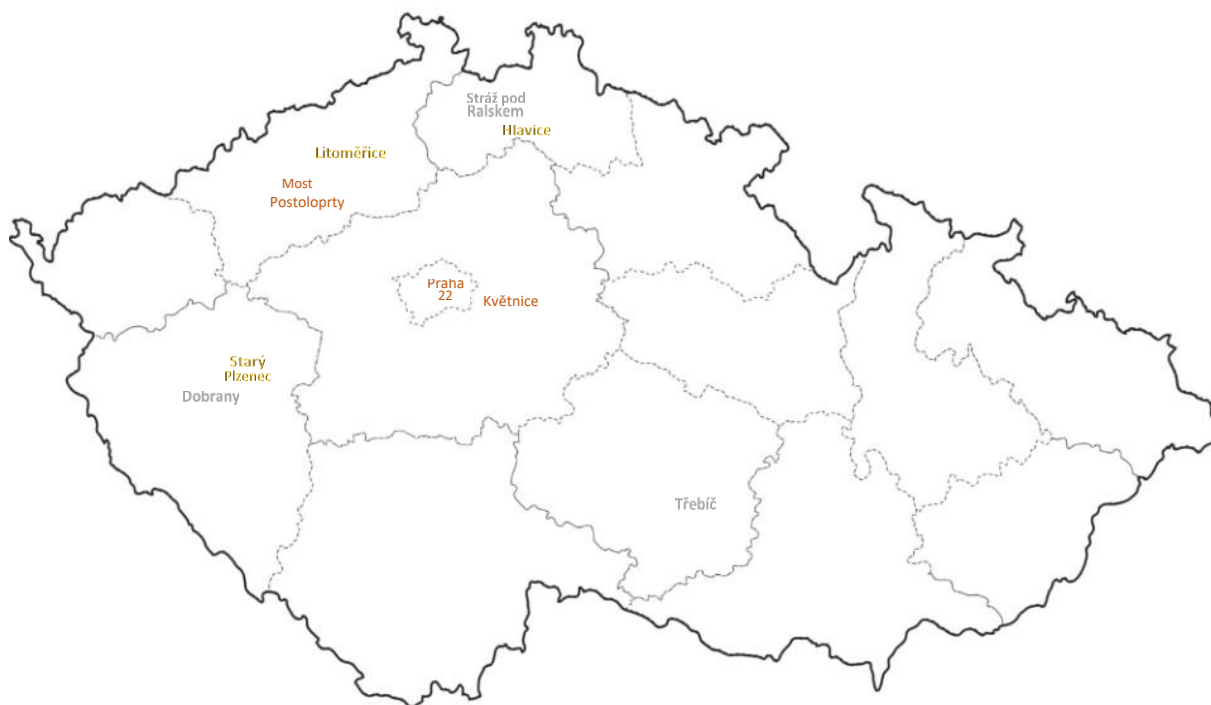 Stráž pod
Ralskem
Hlavice
Litoměřice
Most
Postoloprty
Praha
22
Květnice
Starý
Plzenec
Dobrany
Třebíč